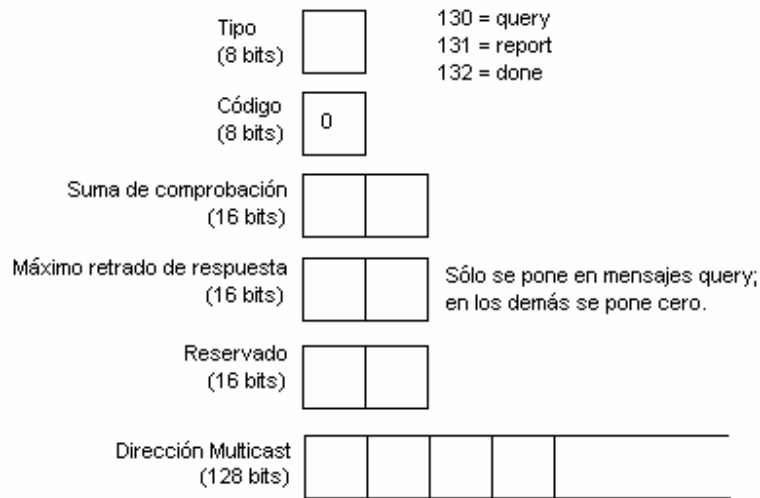 Tipo
(8 bits)
130 = query
131 = report
132 = done
Código
(8 bits)
0
Suma de comprobación
(16 bits)
Máximo retrado de respuesta
(16 bits)
Sólo se pone en mensajes query;
en los demás se pone cero.
Reservado
(16 bits)
Dirección Multicast
(128 bits)